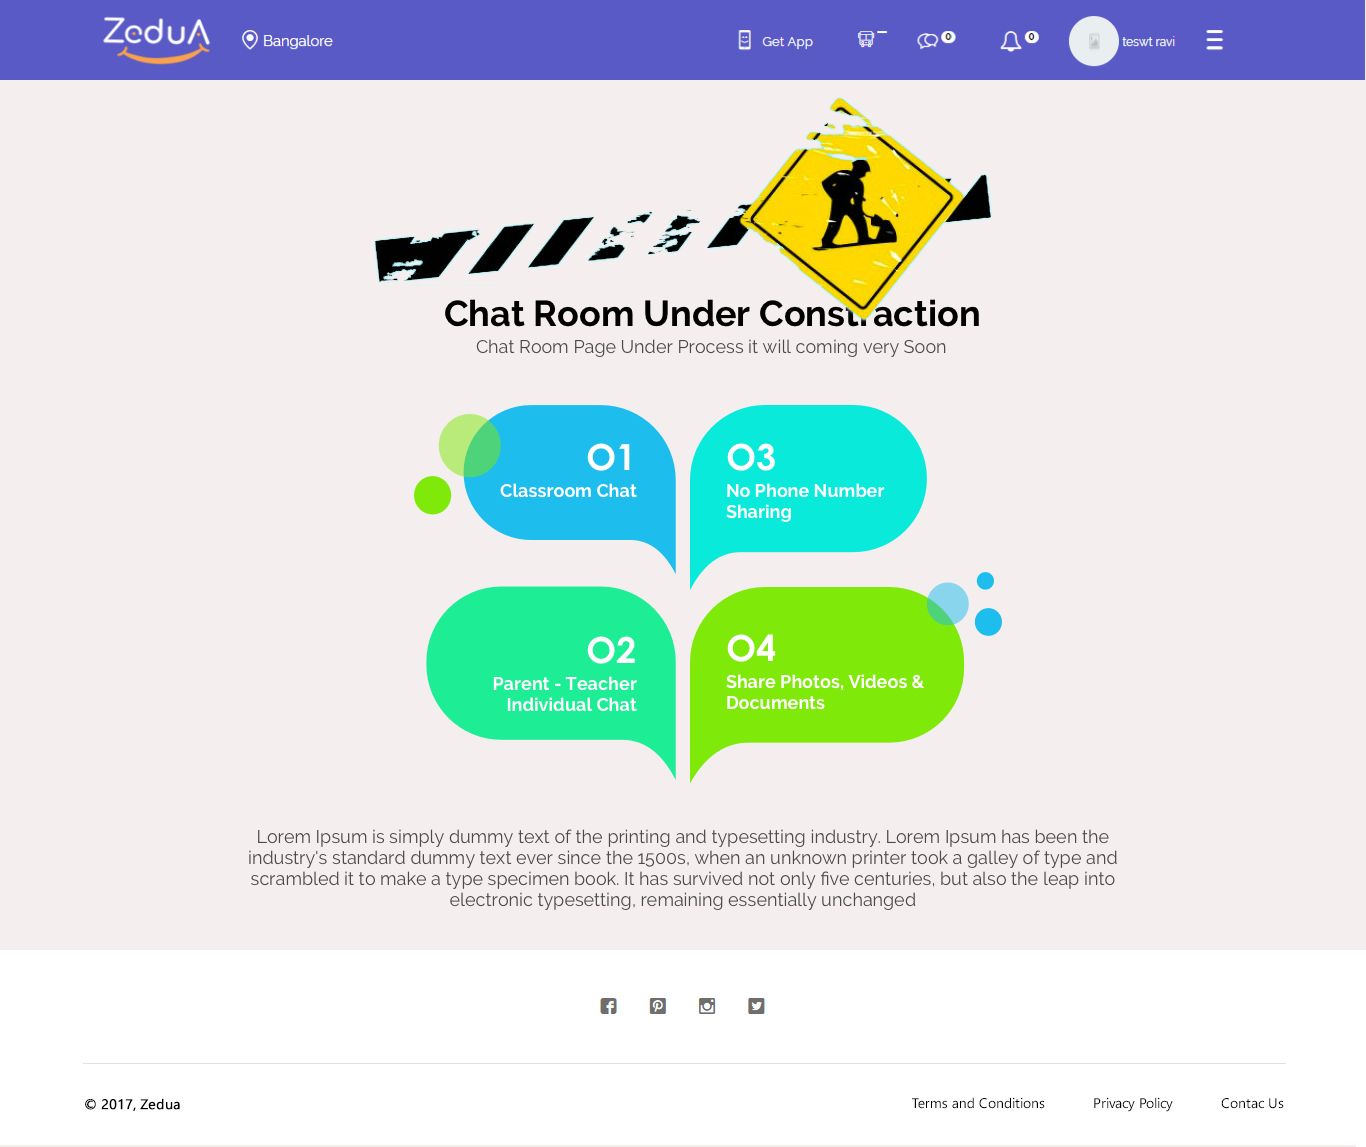 ZeduA
Bangalore
Get App
0
0
teswt ravi
Chat Room Under Constraction
Chat Room Page Under Process it will coming very Soon
01
Classroom Chat
03
No Phone Number
Sharing
02
Parent - Teacher
Individual Chat
04
Share Photos, Videos &
Documents
Lorem Ipsum is simply dummy text of the printing and typesetting industry. Lorem Ipsum has been the
industry's standard dummy text ever since the 1500s, when an unknown printer took a galley of type and
scrambled it to make a type specimen book. It has survived not only five centuries, but also the leap into
electronic typesetting, remaining essentially unchanged
© 2017, Zedua
Terms and Conditions
Privacy Policy
Contac Us